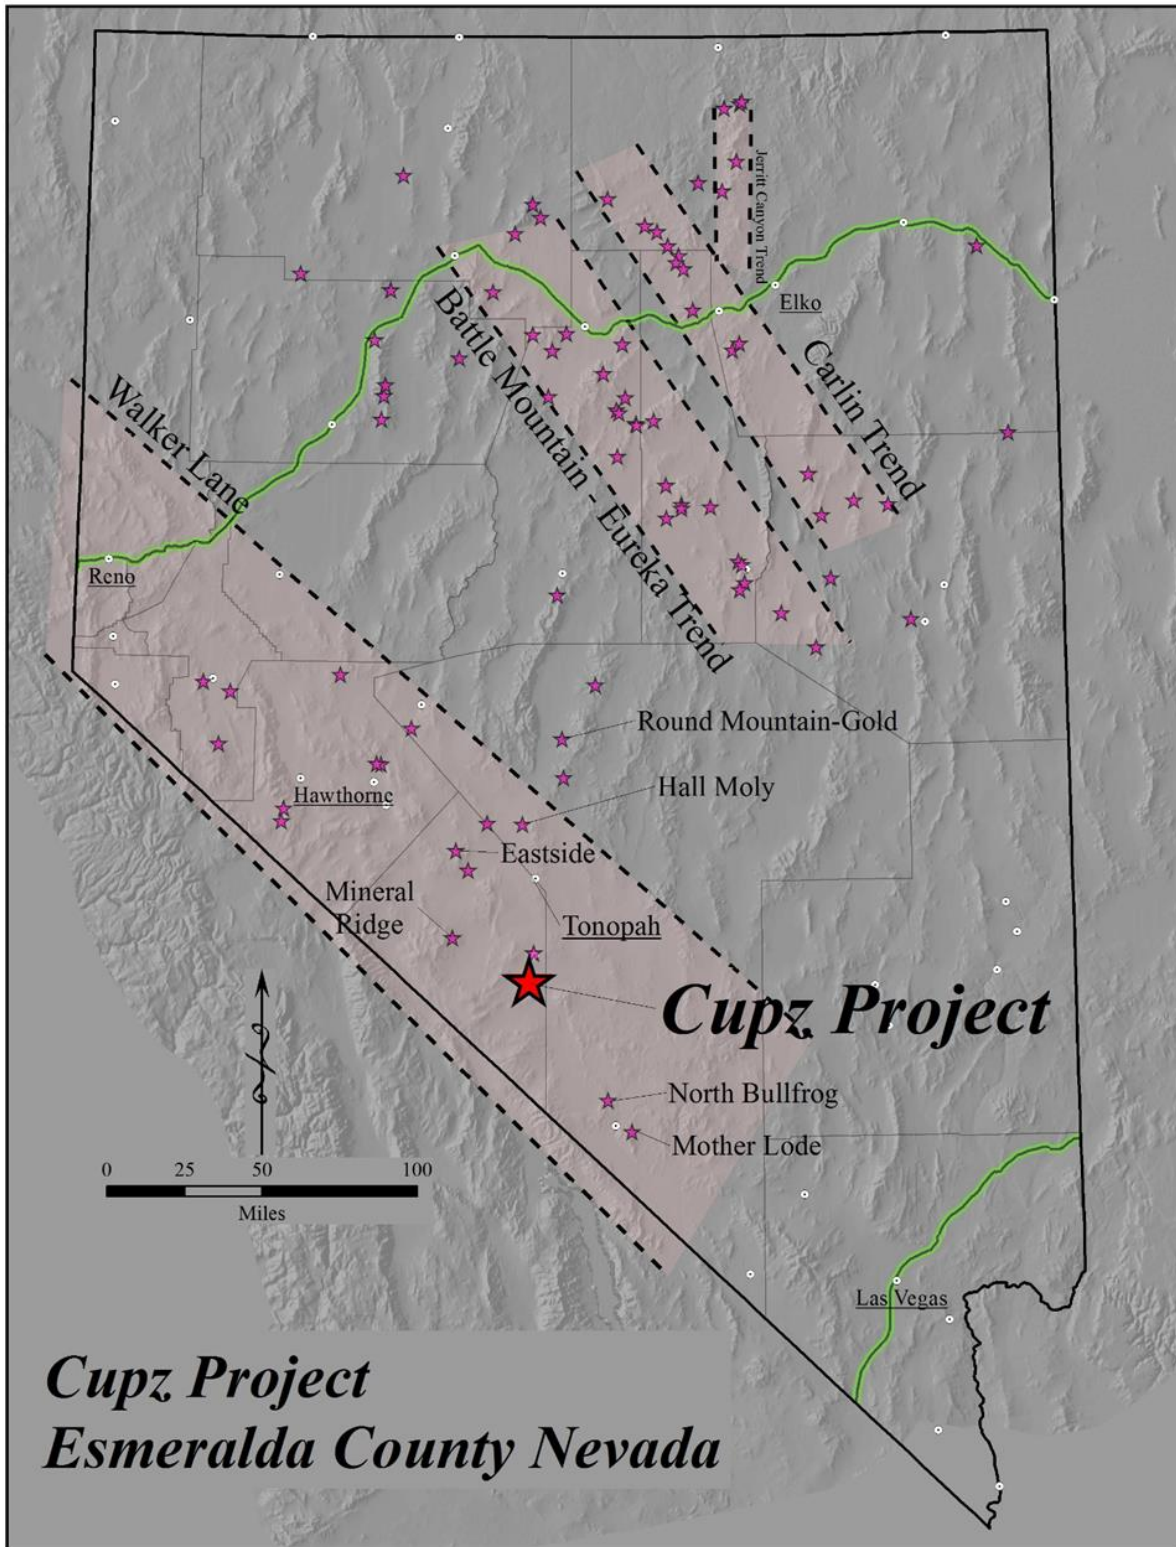 Jerritt Canyon Trend
Elko
Battle Mountain - Eureka Trend
Carlin Trend
Walker Lane
Reno
Round Mountain-Gold
Hall Moly
Hawthorne
Eastside
Mineral
Ridge
Tonopah
Cupz Project
North Bullfrog
Mother Lode
0 25 50 100
Miles
Las Vegas
Cupz Project
Esmeralda County Nevada